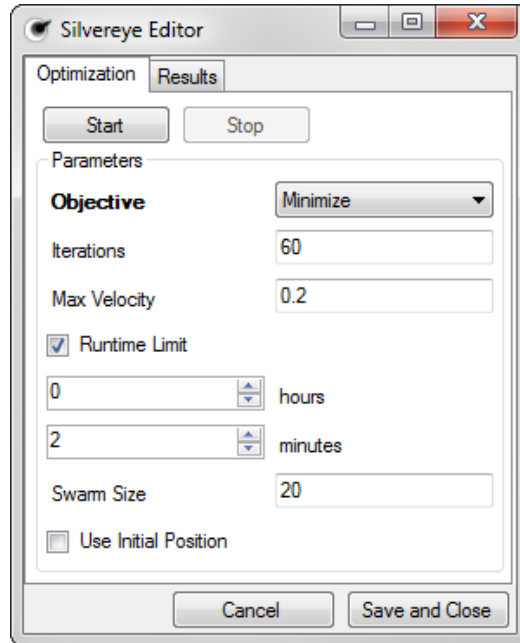 Silvereye Editor
Optimization Results
Start Stop
Parameters
Objective Minimize
Iterations 60
Max Velocity 0.2
Runtime Limit
0 hours
2 minutes
Swarm Size 20
Use Initial Position
Cancel Save and Close